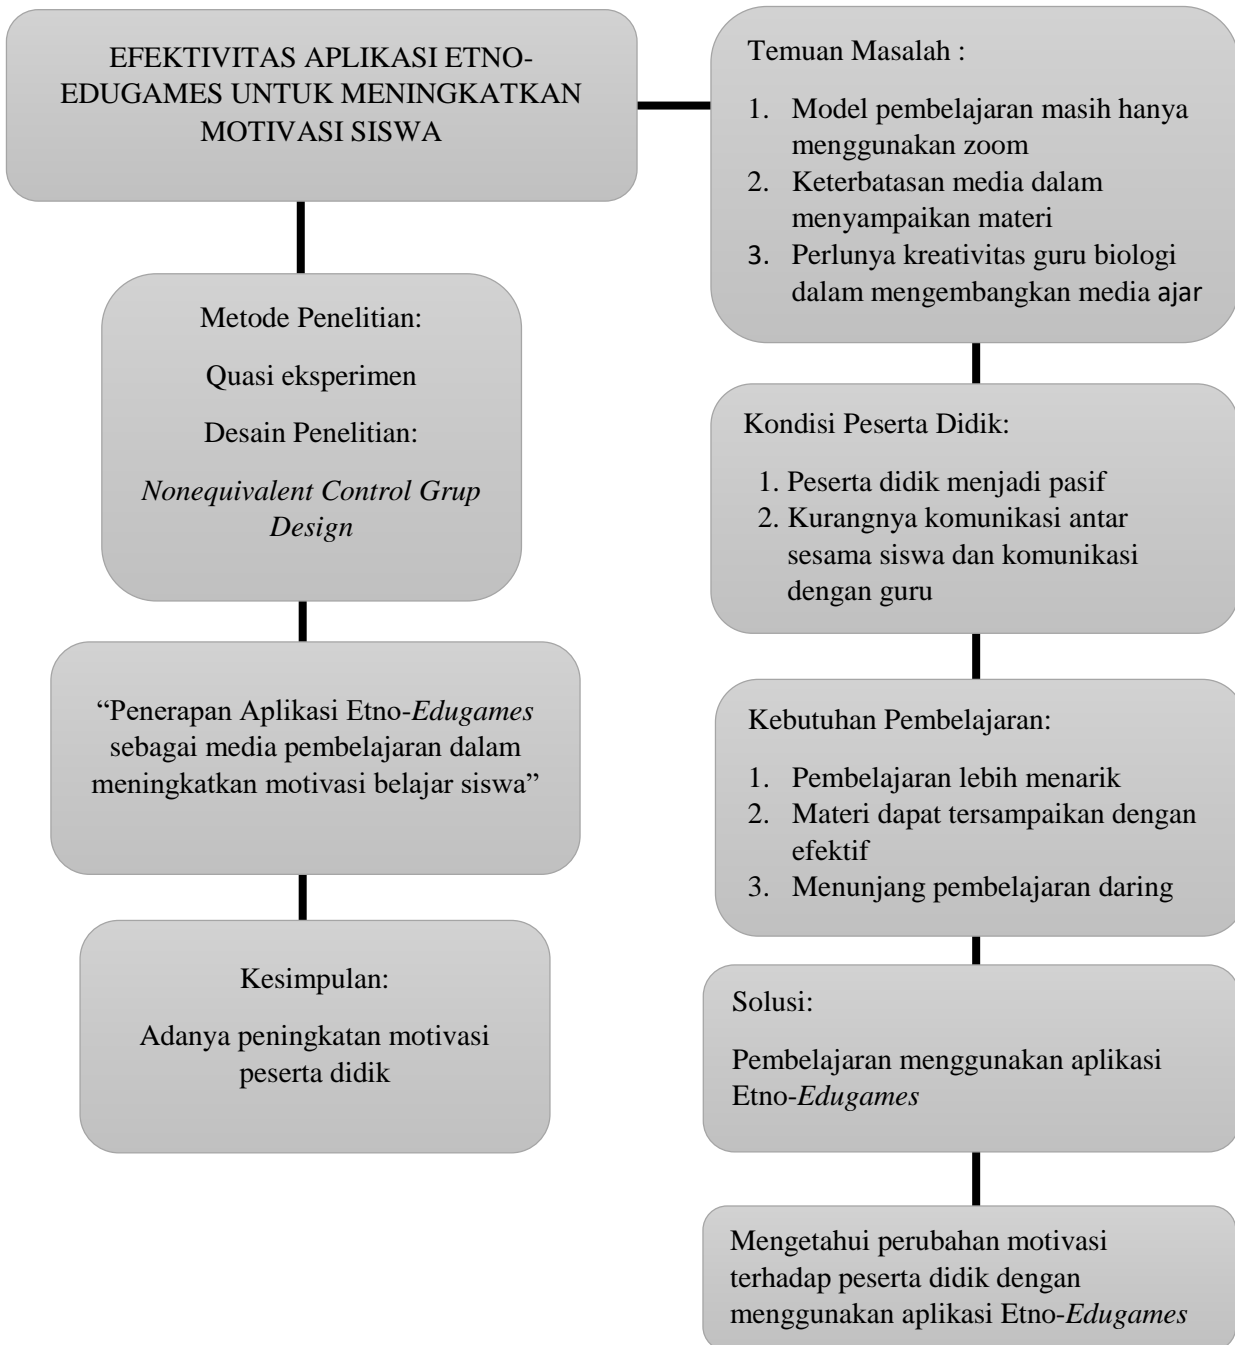 EFEKTIVITAS APLIKASI ETNO-
EDUGAMES UNTUK MENINGKATKAN
MOTIVASI SISWA
Metode Penelitian:
Quasi eksperimen
Desain Penelitian:
Nonequivalent Control Grup
Design
“Penerapan Aplikasi Etno-Edugames
sebagai media pembelajaran dalam
meningkatkan motivasi belajar siswa”
Kesimpulan:
Adanya peningkatan motivasi
peserta didik
Temuan Masalah :
1. Model pembelajaran masih hanya
menggunakan zoom
2. Keterbatasan media dalam
menyampaikan materi
3. Perlunya kreativitas guru biologi
dalam mengembangkan media ajar
Kondisi Peserta Didik:
1. Peserta didik menjadi pasif
2. Kurangnya komunikasi antar
sesama siswa dan komunikasi
dengan guru
Kebutuhan Pembelajaran:
1. Pembelajaran lebih menarik
2. Materi dapat tersampaikan dengan
efektif
3. Menunjang pembelajaran daring
Solusi:
Pembelajaran menggunakan aplikasi
Etno-Edugames
Mengetahui perubahan motivasi
terhadap peserta didik dengan
menggunakan aplikasi Etno-Edugames